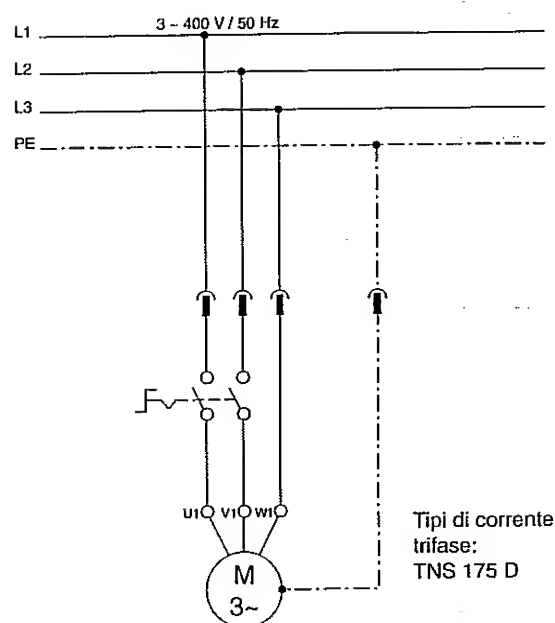 3 ~ 400 V / 50 Hz
L1
L2
L3
PE
U1 V1 W1
M
3~
Tipi di corrente
trifase:
TNS 175 D